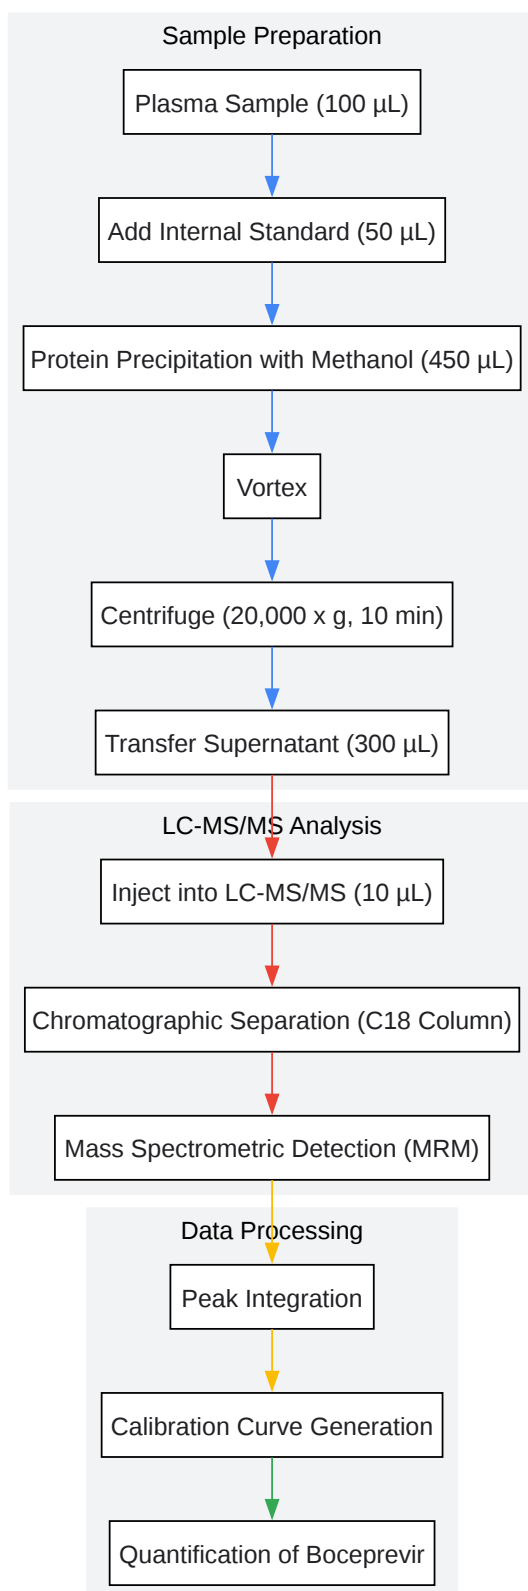 Sample Preparation
Plasma Sample (100 µL)
Add Internal Standard (50 µL)
Protein Precipitation with Methanol (450 µL)
Vortex
Centrifuge (20,000 x g, 10 min)
Transfer Supernatant (300 µL)
LC-MS/MS Analysis
Inject into LC-MS/MS (10 µL)
Chromatographic Separation (C18 Column)
Mass Spectrometric Detection (MRM)
Data Processing
Peak Integration
Calibration Curve Generation
Quantification of Boceprevir